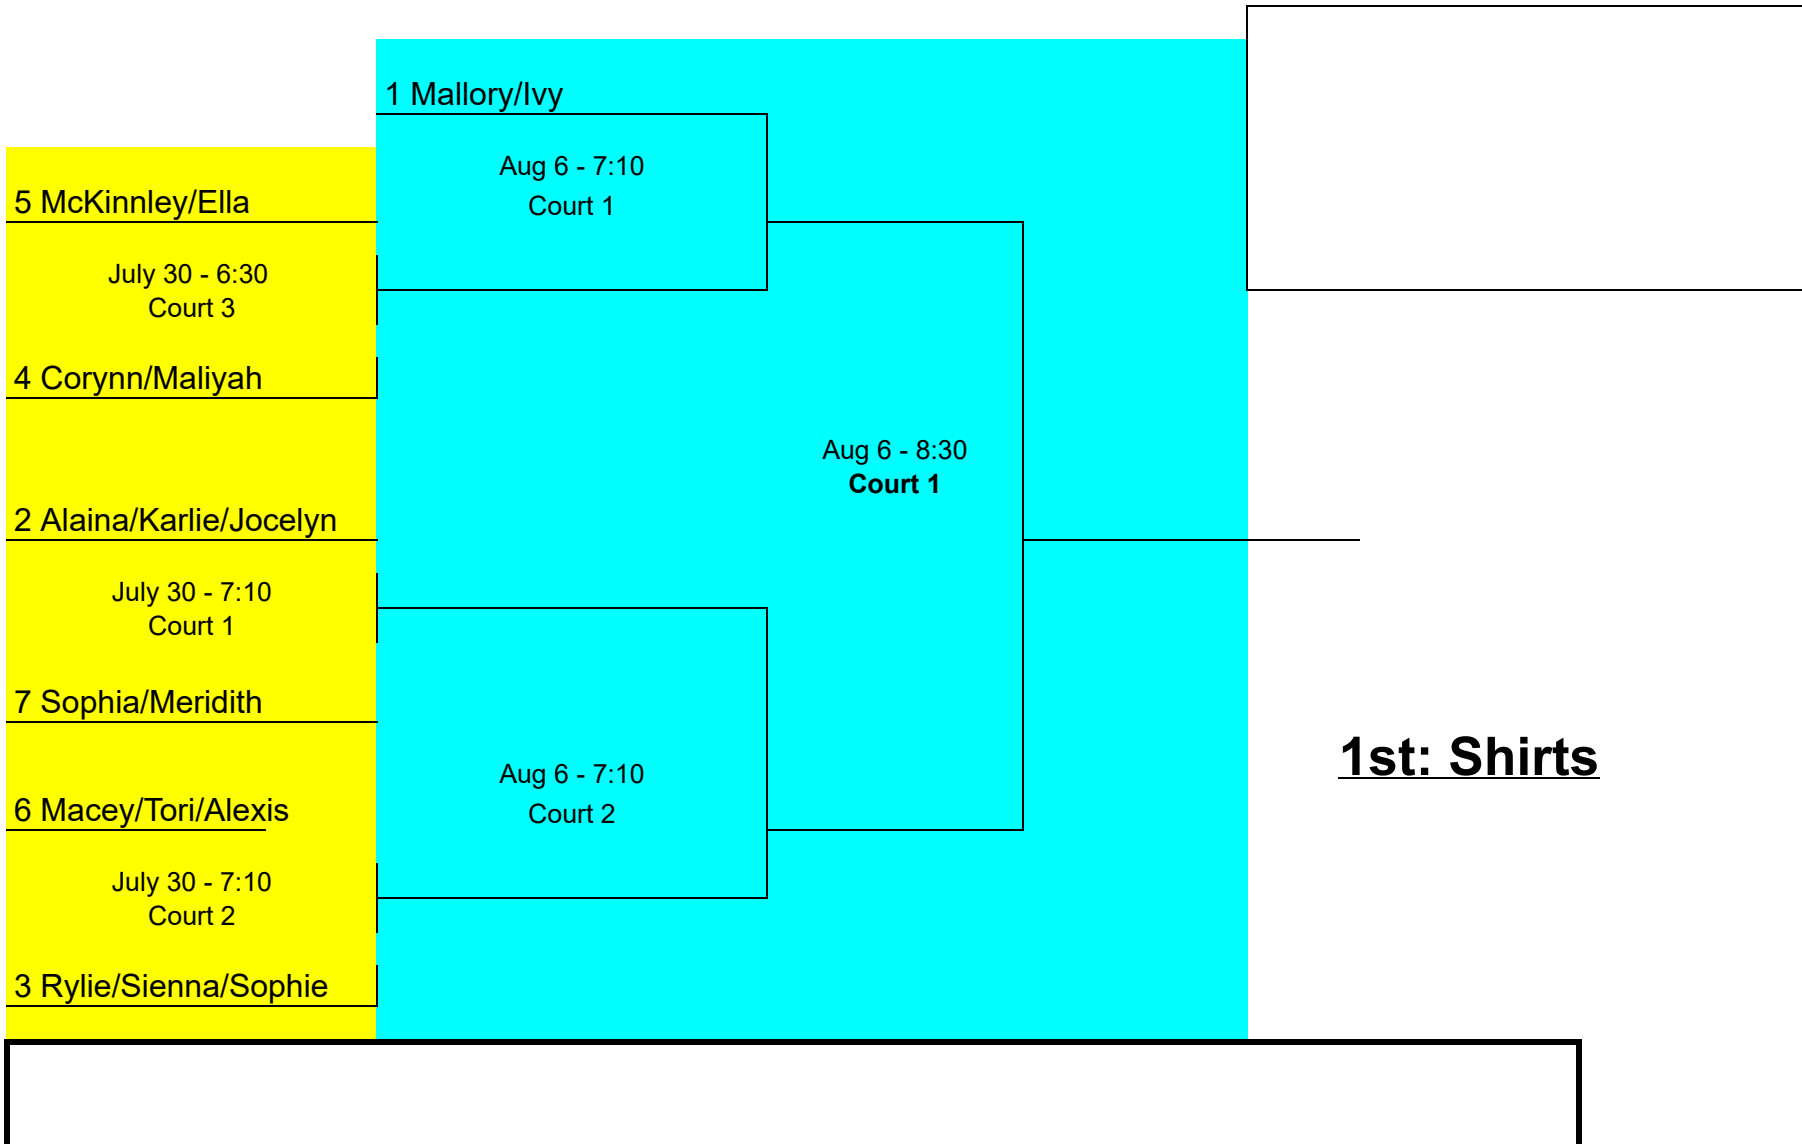 1 Mallory/Ivy
Aug 6 - 7:10
Court 1
5 McKinnley/Ella
July 30 - 6:30
Court 3
4 Corynn/Maliyah
Aug 6 - 8:30
Court 1
2 Alaina/Karlie/Jocelyn
July 30 - 7:10
Court 1
7 Sophia/Meridith
1st: Shirts
Aug 6 - 7:10
Court 2
6 Macey/Tori/Alexis
July 30 - 7:10
Court 2
3 Rylie/Sienna/Sophie